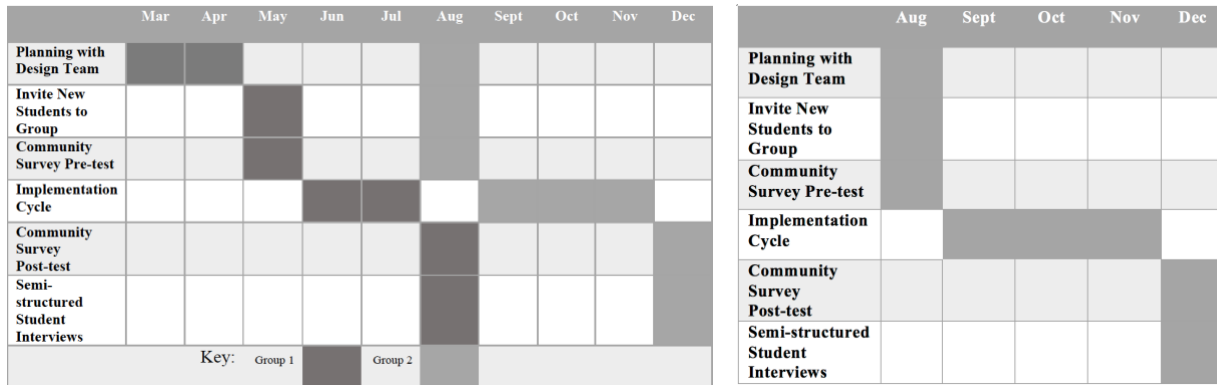 Mar Apr May Jun Jul Aug Sept Oct Nov Dec
Planning with
Design Team
Invite New
Students to
Group
Community
Survey Pre-test
Implementation
Cycle
Community
Survey
Post-test
Semi-
structured
Student
Interviews
Key: Group 1 Group 2
Aug Sept Oct Nov Dec
Planning with
Design Team
Invite New
Students to
Group
Community
Survey Pre-test
Implementation
Cycle
Community
Survey
Post-test
Semi-structured
Student
Interviews